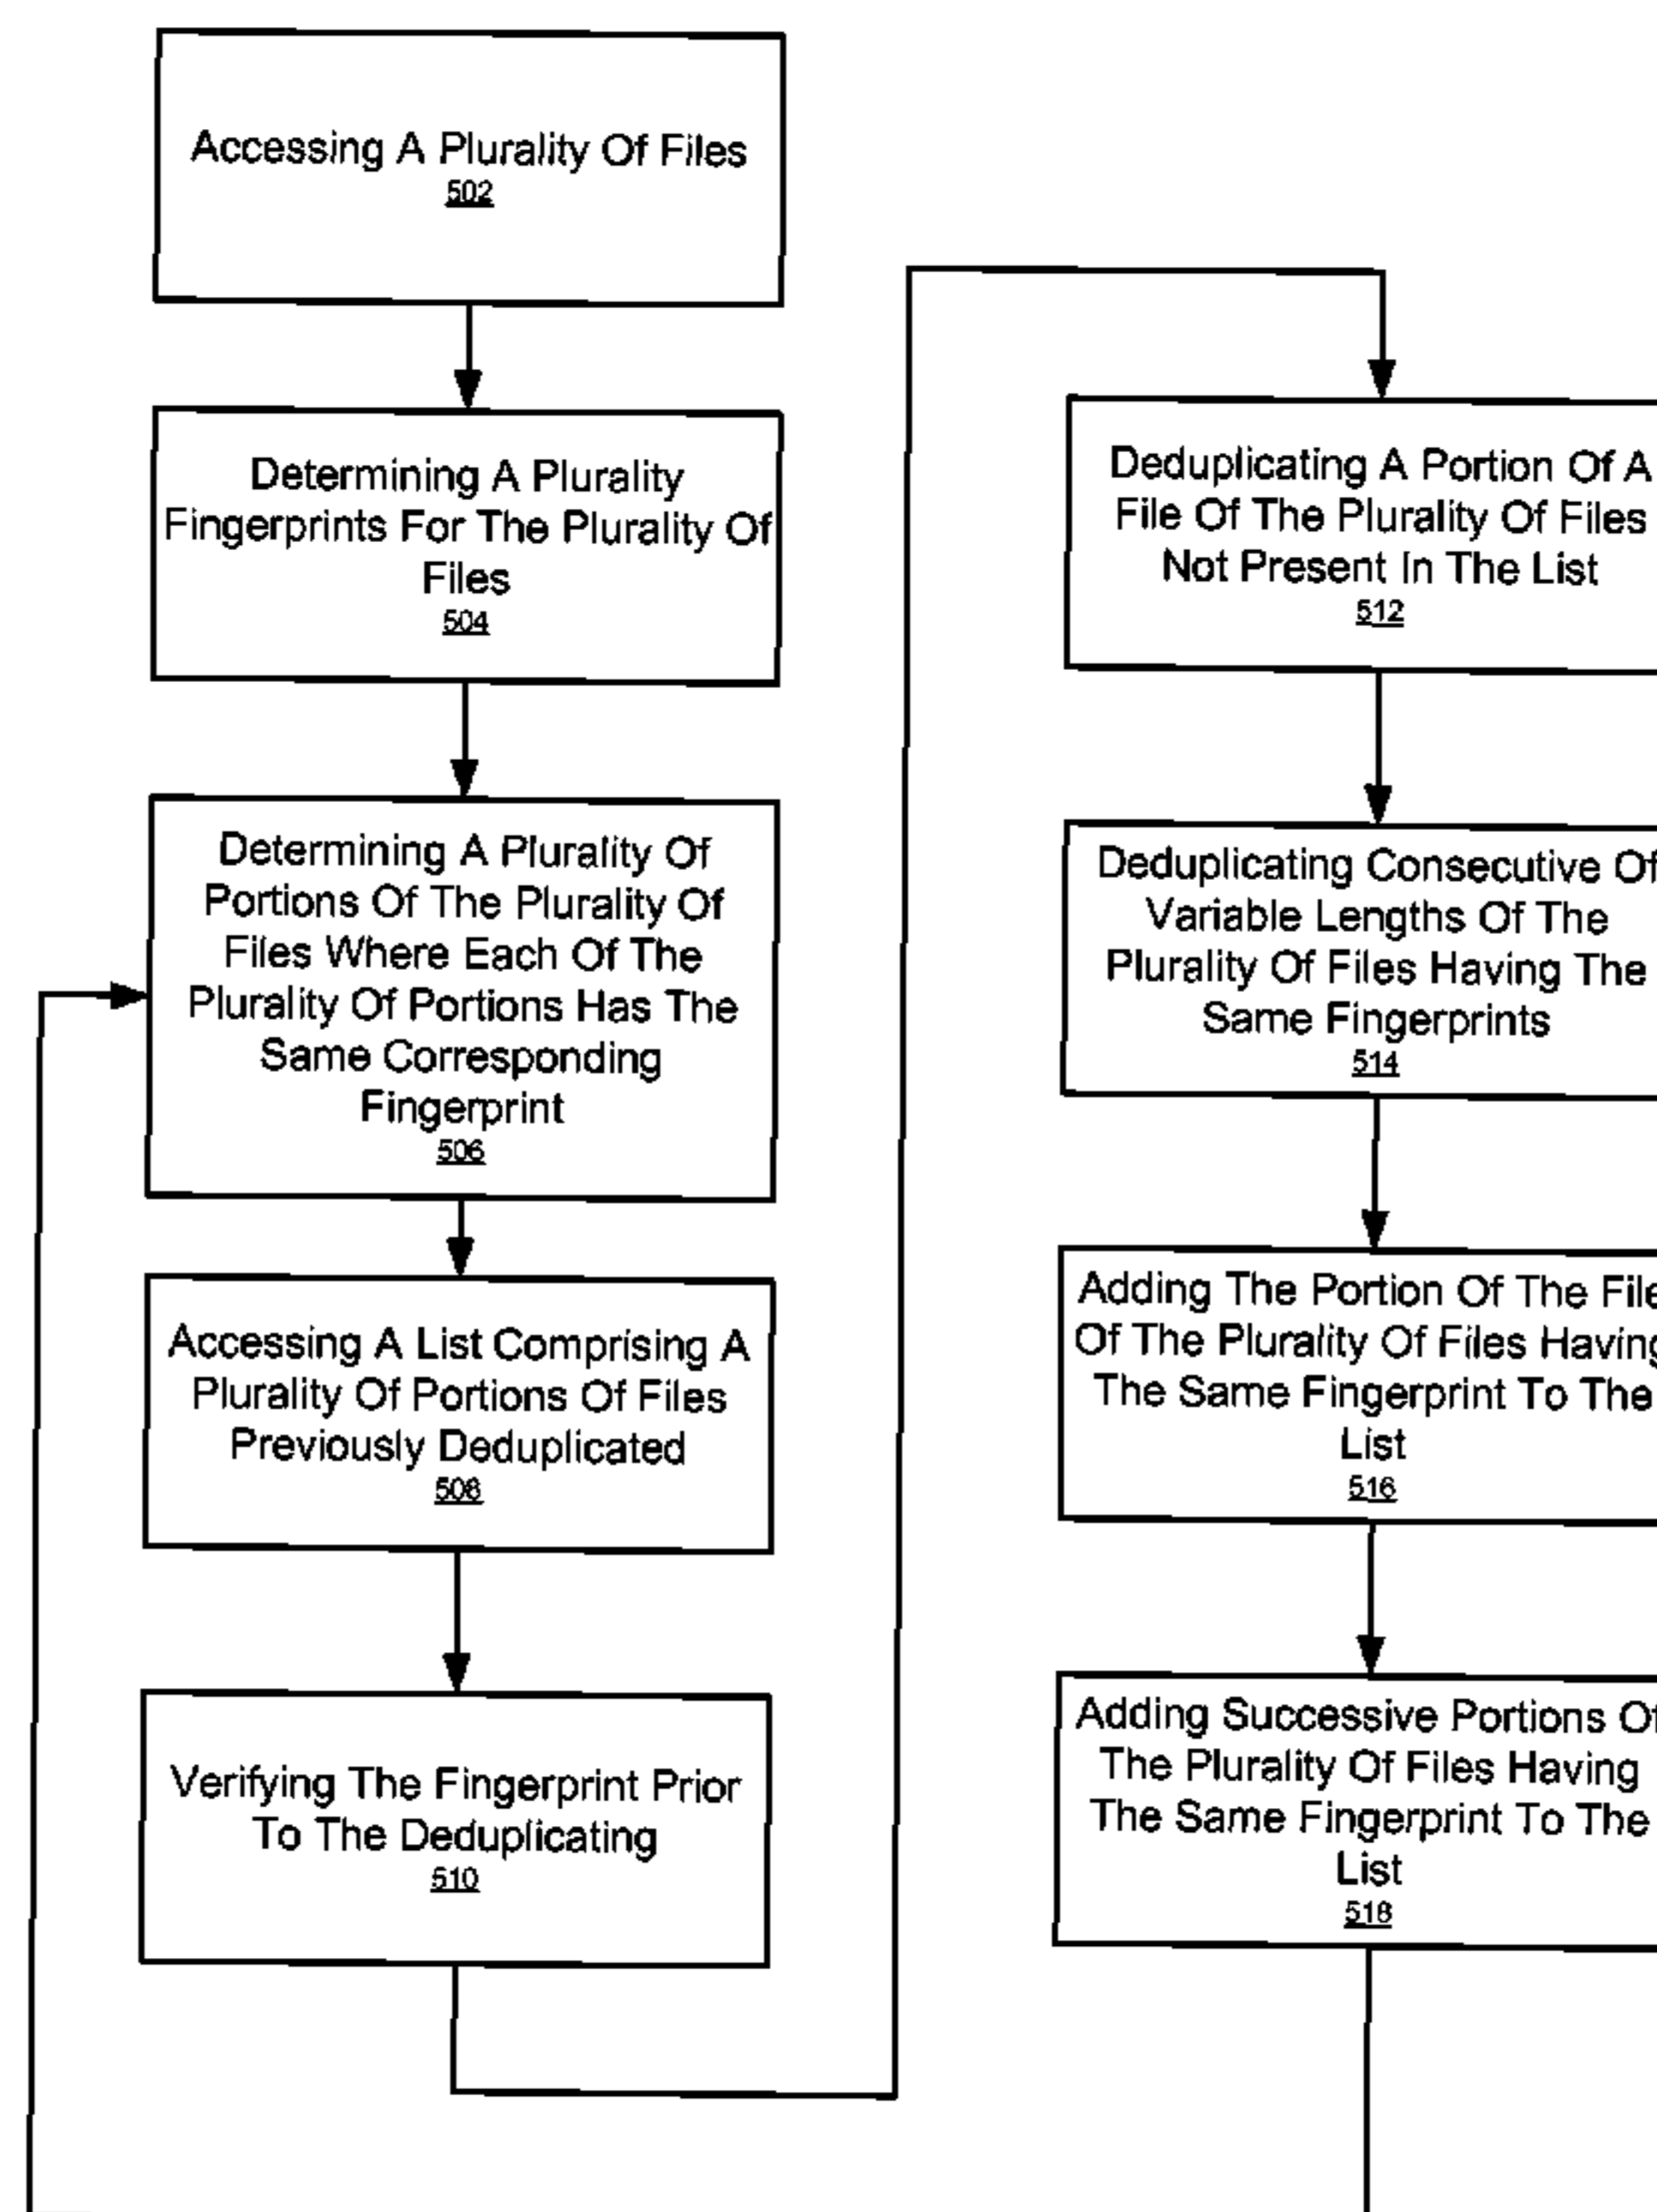 Accessing A Plurality Of Files
502
Determining A Plurality
Fingerprints For The Plurality Of
Files
504
Determining A Plurality Of
Portions Of The Plurality Of
Files Where Each Of The
Plurality Of Portions Has The
Same Corresponding
Fingerprint
506
Accessing A List Comprising A
Plurality Of Portions Of Files
Previously Deduplicated
508
Verifying The Fingerprint Prior
To The Deduplicating
510
Deduplicating A Portion Of A
File Of The Plurality Of Files
Not Present In The List
512
Deduplicating Consecutive Of
Variable Lengths Of The
Plurality Of Files Having The
Same Fingerprints
514
Adding The Portion Of The File
Of The Plurality Of Files Having
The Same Fingerprint To The
List
516
Adding Successive Portions Of
The Plurality Of Files Having
The Same Fingerprint To The
List
518